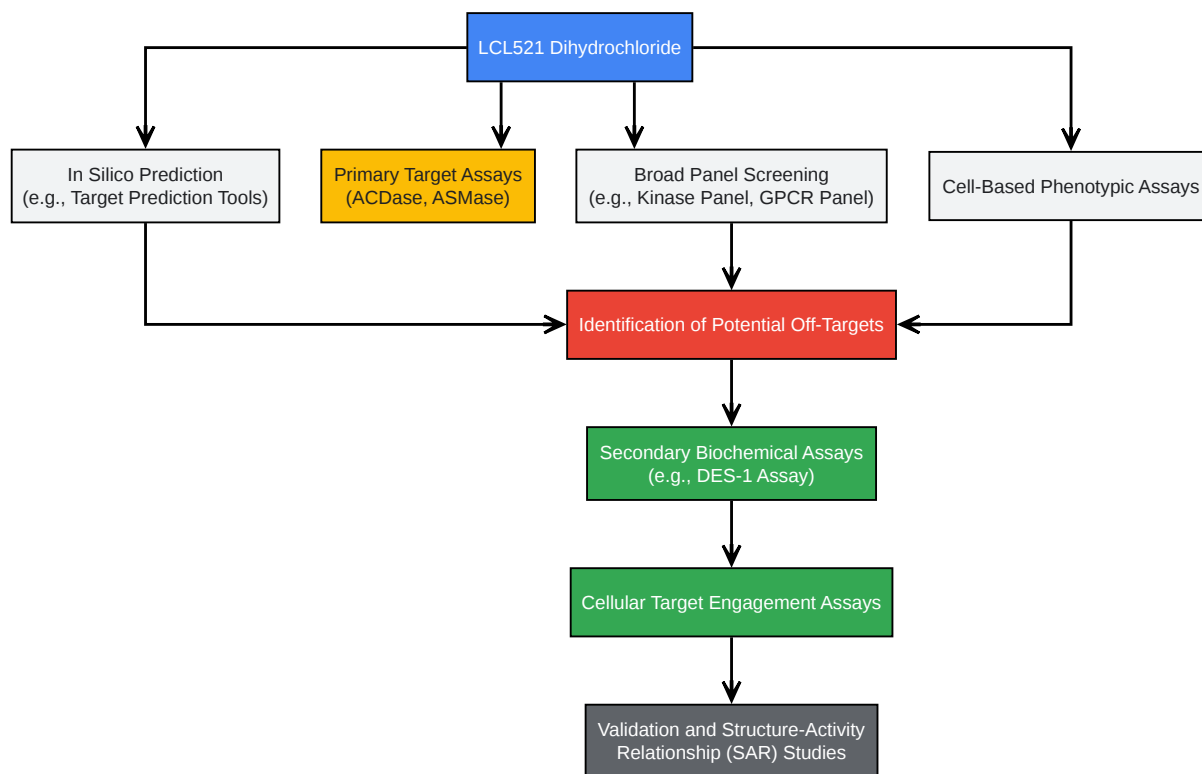 LCL521 Dihydrochloride
In Silico Prediction
(e.g., Target Prediction Tools)
Primary Target Assays
(ACDase, ASMase)
Broad Panel Screening
(e.g., Kinase Panel, GPCR Panel)
Cell-Based Phenotypic Assays
Identification of Potential Off-Targets
Secondary Biochemical Assays
(e.g., DES-1 Assay)
Cellular Target Engagement Assays
Validation and Structure-Activity
Relationship (SAR) Studies